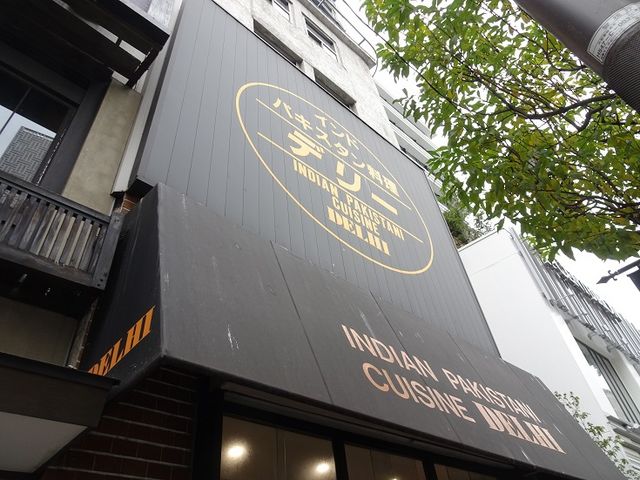 インド
パキスタン料理
デリー
INDIAN PAKISTANI
CUISINE
DELHI
INDIAN PAKISTANI
CUISINE DELHI
DELHI